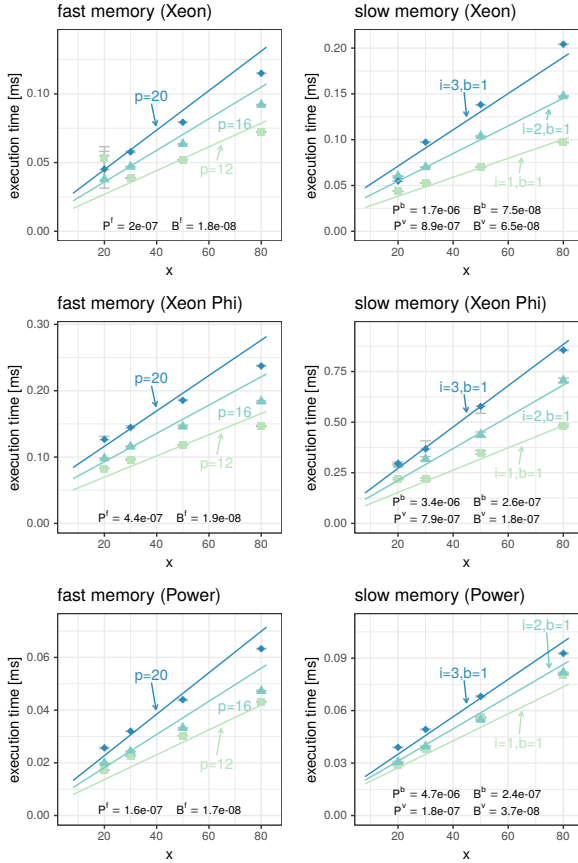 fast memory (Xeon)
execution time [ms]
0.10
0.05
0.00
p=20
p=16
p=12
P^f = 2e-07 B^f = 1.8e-08
20 40 60 80
x
slow memory (Xeon)
execution time [ms]
0.20
0.15
0.10
0.05
0.00
i=3,b=1
i=2,b=1
i=1,b=1
P^b = 1.7e-06 B^b = 7.5e-08
P^v = 8.9e-07 B^v = 6.5e-08
20 40 60 80
x
fast memory (Xeon Phi)
execution time [ms]
0.30
0.20
0.10
0.00
p=20
p=16
p=12
P^f = 4.4e-07 B^f = 1.9e-08
20 40 60 80
x
slow memory (Xeon Phi)
execution time [ms]
0.75
0.50
0.25
0.00
i=3,b=1
i=2,b=1
i=1,b=1
P^b = 3.4e-06 B^b = 2.6e-07
P^v = 7.9e-07 B^v = 1.8e-07
20 40 60 80
x
fast memory (Power)
execution time [ms]
0.06
0.04
0.02
0.00
p=20
p=16
p=12
P^f = 1.6e-07 B^f = 1.7e-08
20 40 60 80
x
slow memory (Power)
execution time [ms]
0.09
0.06
0.03
0.00
i=2,b=1
i=3,b=1
i=1,b=1
P^b = 4.7e-06 B^b = 2.4e-07
P^v = 1.8e-07 B^v = 3.7e-08
20 40 60 80
x